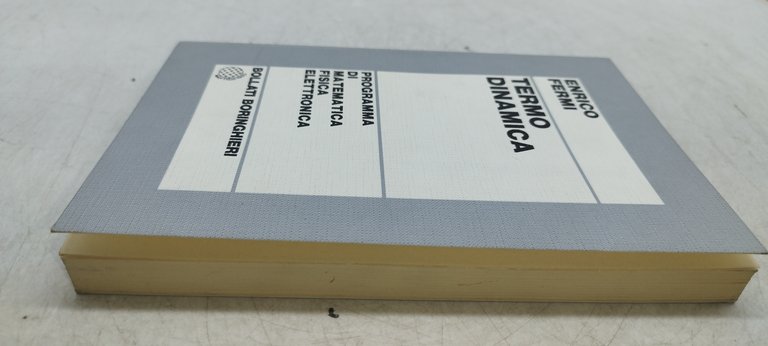 ENRICO
FERMI
TERMO
DINAMICA
PROGRAMMA
DI
MATEMATICA
FISICA
ELETTRONICA
BOLLATI BORINGHIERI